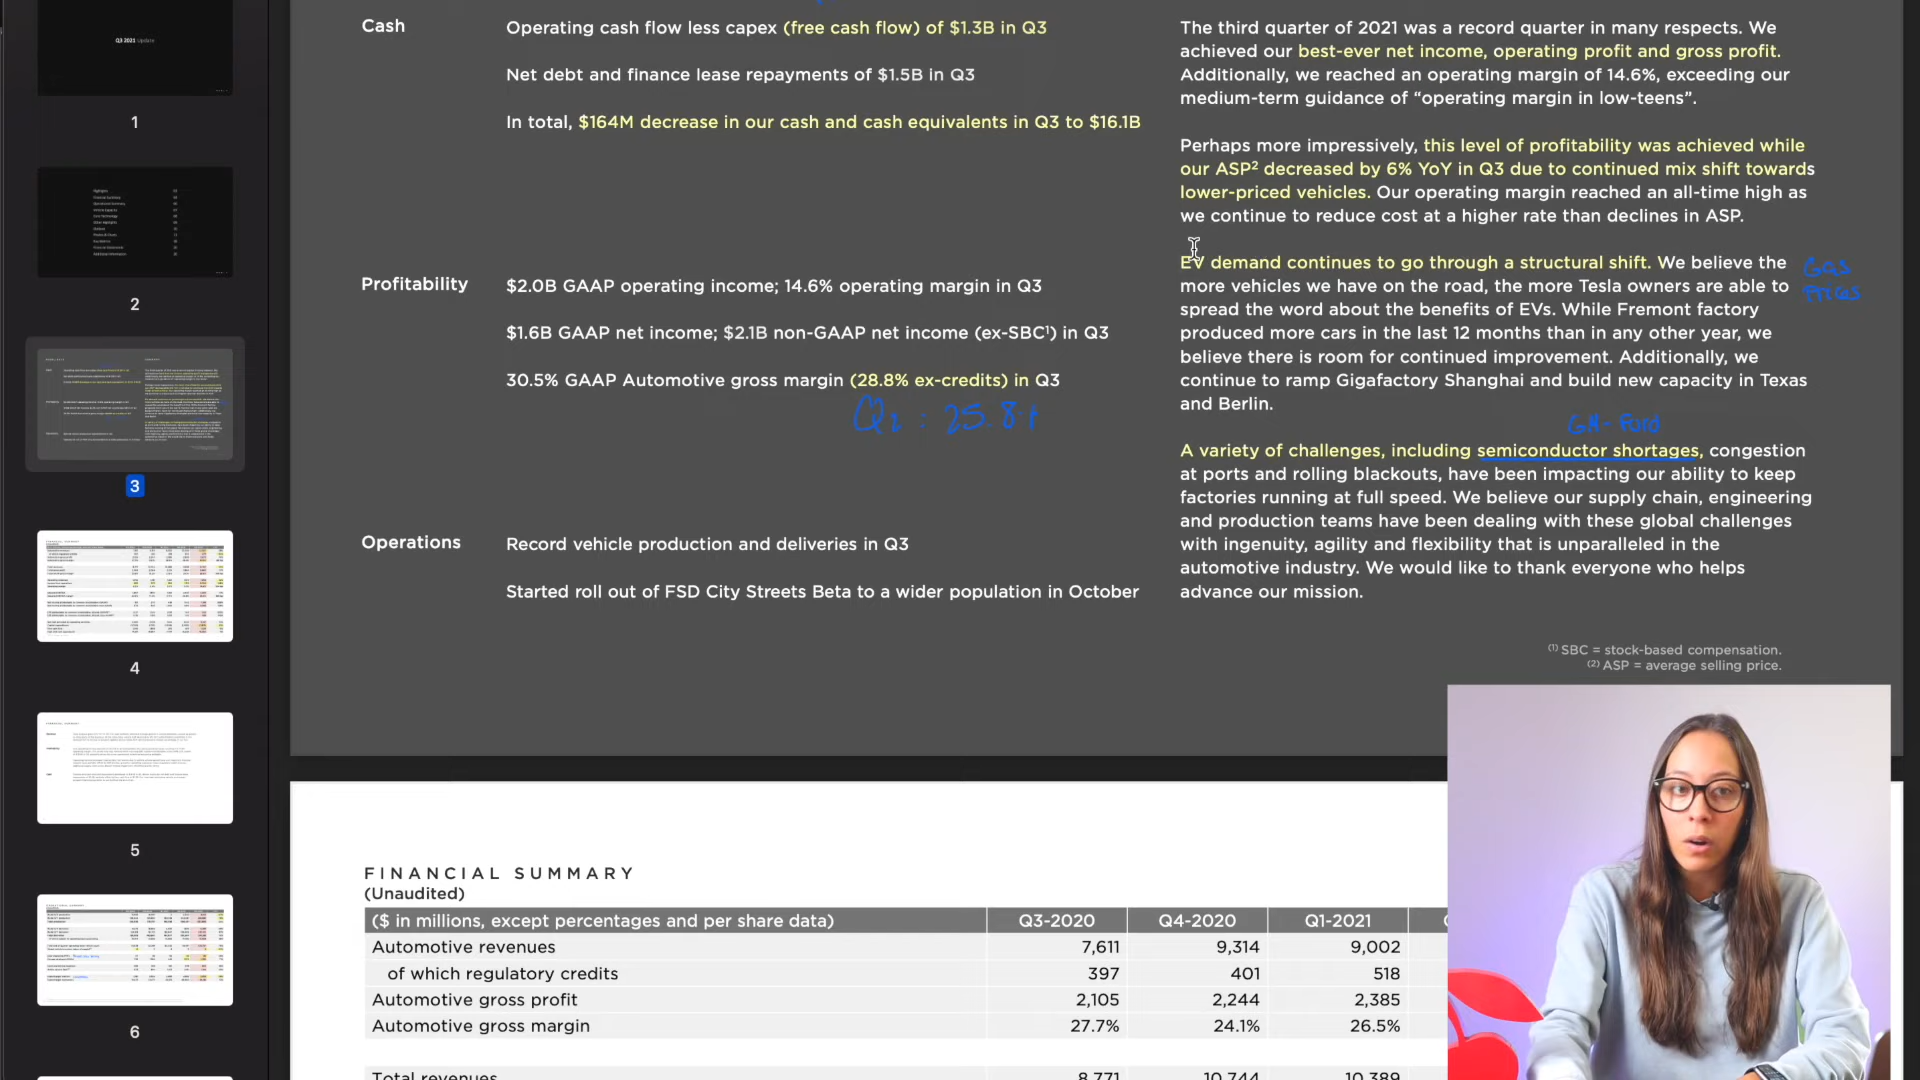 Q3 2021 Update
1
2
3
4
5
6
Cash
Operating cash flow less capex (free cash flow) of $1.3B in Q3
Net debt and finance lease repayments of $1.5B in Q3
In total, $164M decrease in our cash and cash equivalents in Q3 to $16.1B
Profitability
$2.0B GAAP operating income; 14.6% operating margin in Q3
$1.6B GAAP net income; $2.1B non-GAAP net income (ex-SBC¹) in Q3
30.5% GAAP Automotive gross margin (28.8% ex-credits) in Q3
Q2 : 25.8%
Operations
Record vehicle production and deliveries in Q3
Started roll out of FSD City Streets Beta to a wider population in October
The third quarter of 2021 was a record quarter in many respects. We
achieved our best-ever net income, operating profit and gross profit.
Additionally, we reached an operating margin of 14.6%, exceeding our
medium-term guidance of “operating margin in low-teens”.
Perhaps more impressively, this level of profitability was achieved while
our ASP² decreased by 6% YoY in Q3 due to continued mix shift towards
lower-priced vehicles. Our operating margin reached an all-time high as
we continue to reduce cost at a higher rate than declines in ASP.
EV demand continues to go through a structural shift. We believe the
more vehicles we have on the road, the more Tesla owners are able to
spread the word about the benefits of EVs. While Fremont factory
produced more cars in the last 12 months than in any other year, we
believe there is room for continued improvement. Additionally, we
continue to ramp Gigafactory Shanghai and build new capacity in Texas
and Berlin.
Gas
Prices
GM - Ford
A variety of challenges, including semiconductor shortages, congestion
at ports and rolling blackouts, have been impacting our ability to keep
factories running at full speed. We believe our supply chain, engineering
and production teams have been dealing with these global challenges
with ingenuity, agility and flexibility that is unparalleled in the
automotive industry. We would like to thank everyone who helps
advance our mission.
(1) SBC = stock-based compensation.
(2) ASP = average selling price.
FINANCIAL SUMMARY
(Unaudited)
($ in millions, except percentages and per share data) Q3-2020 Q4-2020 Q1-2021
Automotive revenues 7,611 9,314 9,002
of which regulatory credits 397 401 518
Automotive gross profit 2,105 2,244 2,385
Automotive gross margin 27.7% 24.1% 26.5%
Total revenues 8,771 10,744 10,389